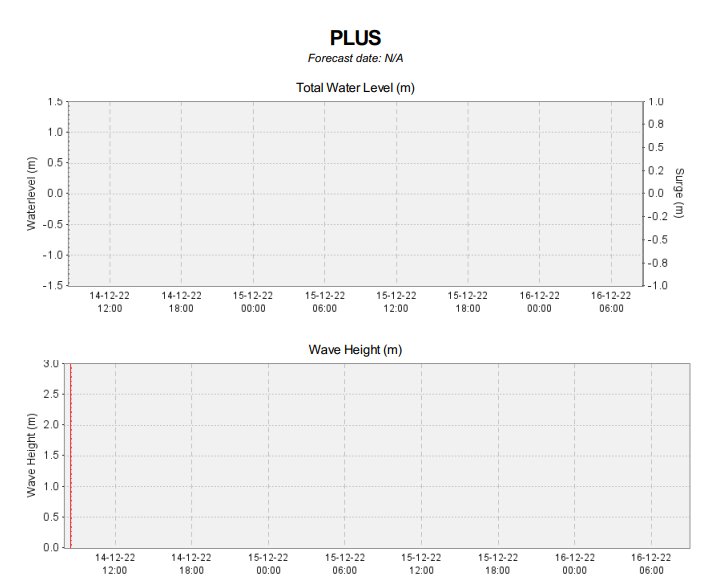 PLUS
Forecast date: N/A
Total Water Level (m)
1.5
1.0
0.5
0.0
-0.5
-1.0
-1.5
Waterlevel (m)
1.0
0.8
0.5
0.2
0.0
-0.2
-0.5
-0.8
-1.0
Surge (m)
14-12-22 14-12-22 15-12-22 15-12-22 15-12-22 15-12-22 16-12-22 16-12-22
12:00 18:00 00:00 06:00 12:00 18:00 00:00 06:00
Wave Height (m)
3.0
2.5
2.0
1.5
1.0
0.5
0.0
Wave Height (m)
14-12-22 14-12-22 15-12-22 15-12-22 15-12-22 15-12-22 16-12-22 16-12-22
12:00 18:00 00:00 06:00 12:00 18:00 00:00 06:00